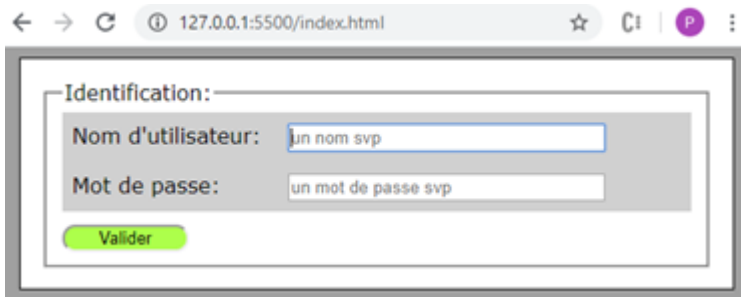 127.0.0.1:5500/index.html
P
Identification:
Nom d'utilisateur:
un nom svp
Mot de passe:
un mot de passe svp
Valider